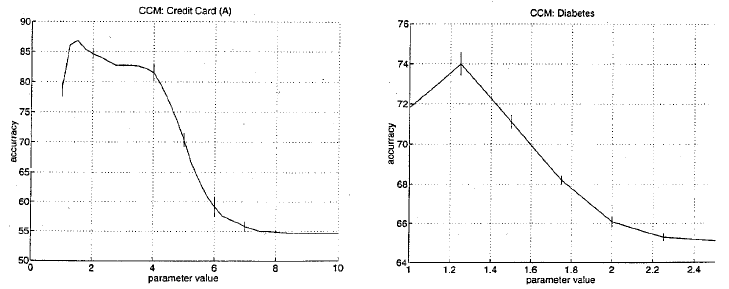 CCM: Credit Card (A)
90
85
80
75
70
65
60
55
50
accurracy
0 2 4 6 8 10
parameter value
CCM: Diabetes
76
74
72
70
68
66
64
accurracy
1 1.2 1.4 1.6 1.8 2 2.2 2.4
parameter value